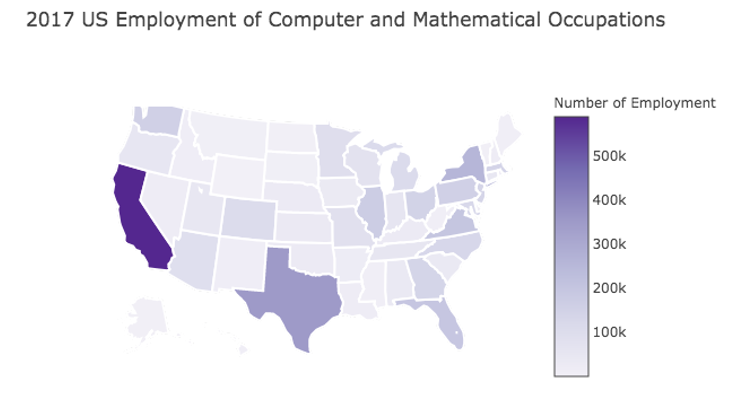 2017 US Employment of Computer and Mathematical Occupations
Number of Employment
500k
400k
300k
200k
100k